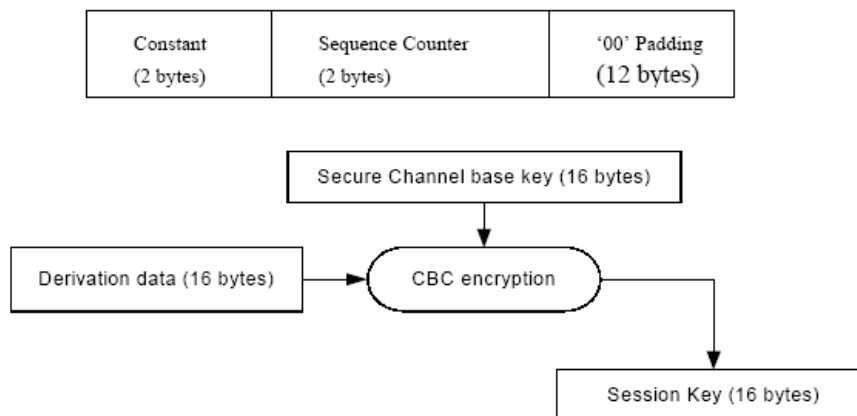 Constant
(2 bytes)
Sequence Counter
(2 bytes)
‘00’ Padding
(12 bytes)
Secure Channel base key (16 bytes)
Derivation data (16 bytes)
CBC encryption
Session Key (16 bytes)